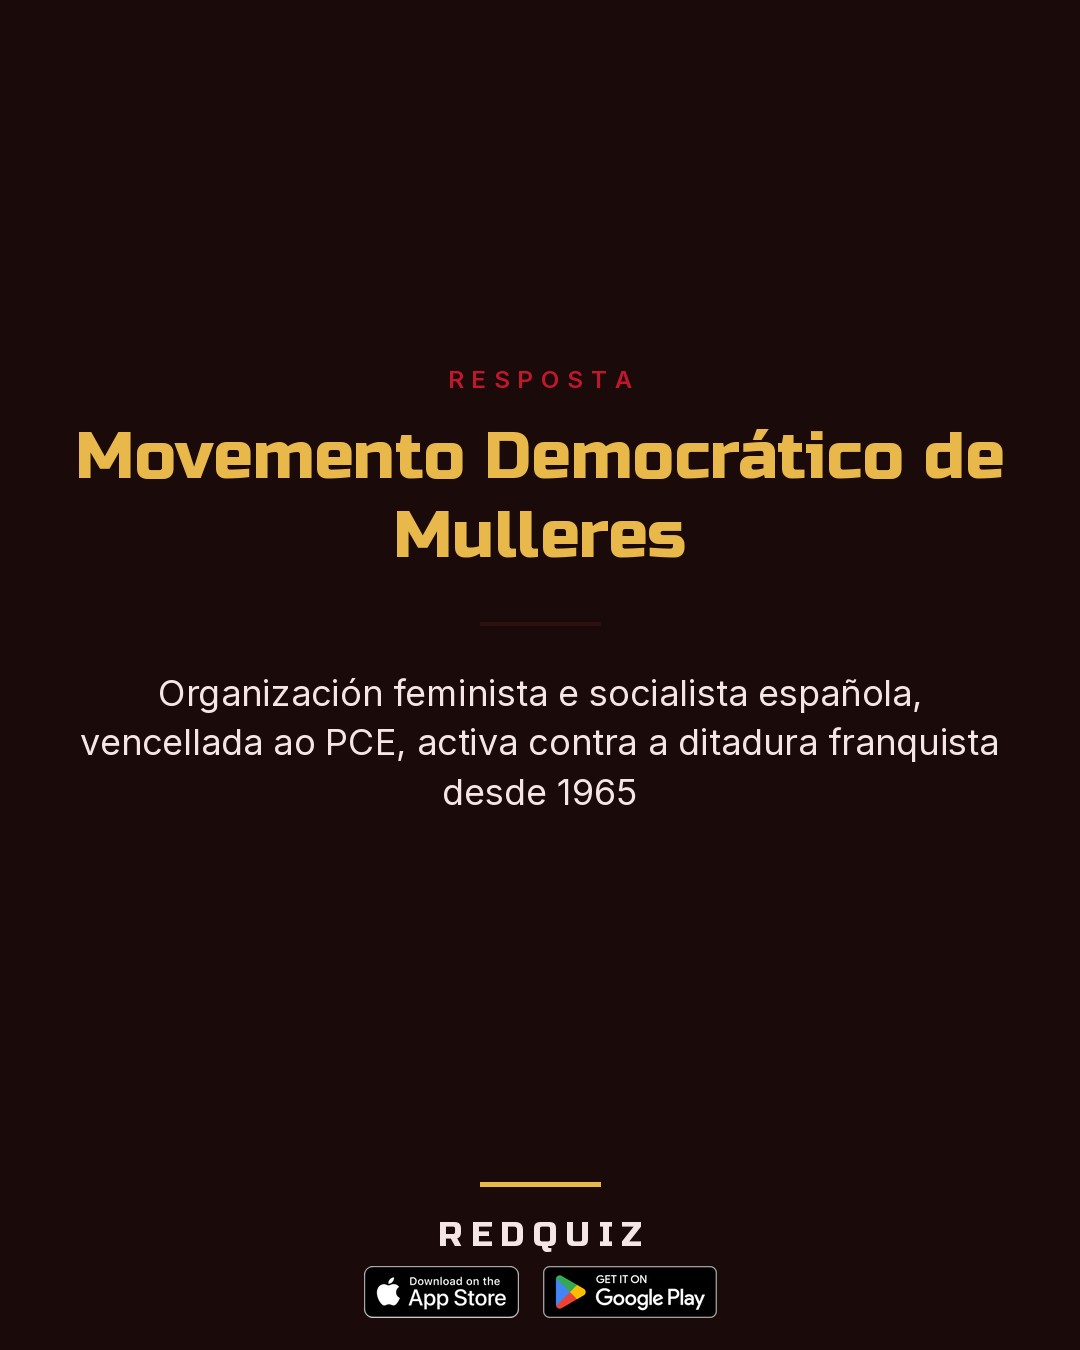 RESPOSTA
Movemento Democrático de
Mulleres
Organización feminista e socialista española,
vencellada ao PCE, activa contra a ditadura franquista
desde 1965
REDQUIZ
Download on the
App Store
GET IT ON
Google Play